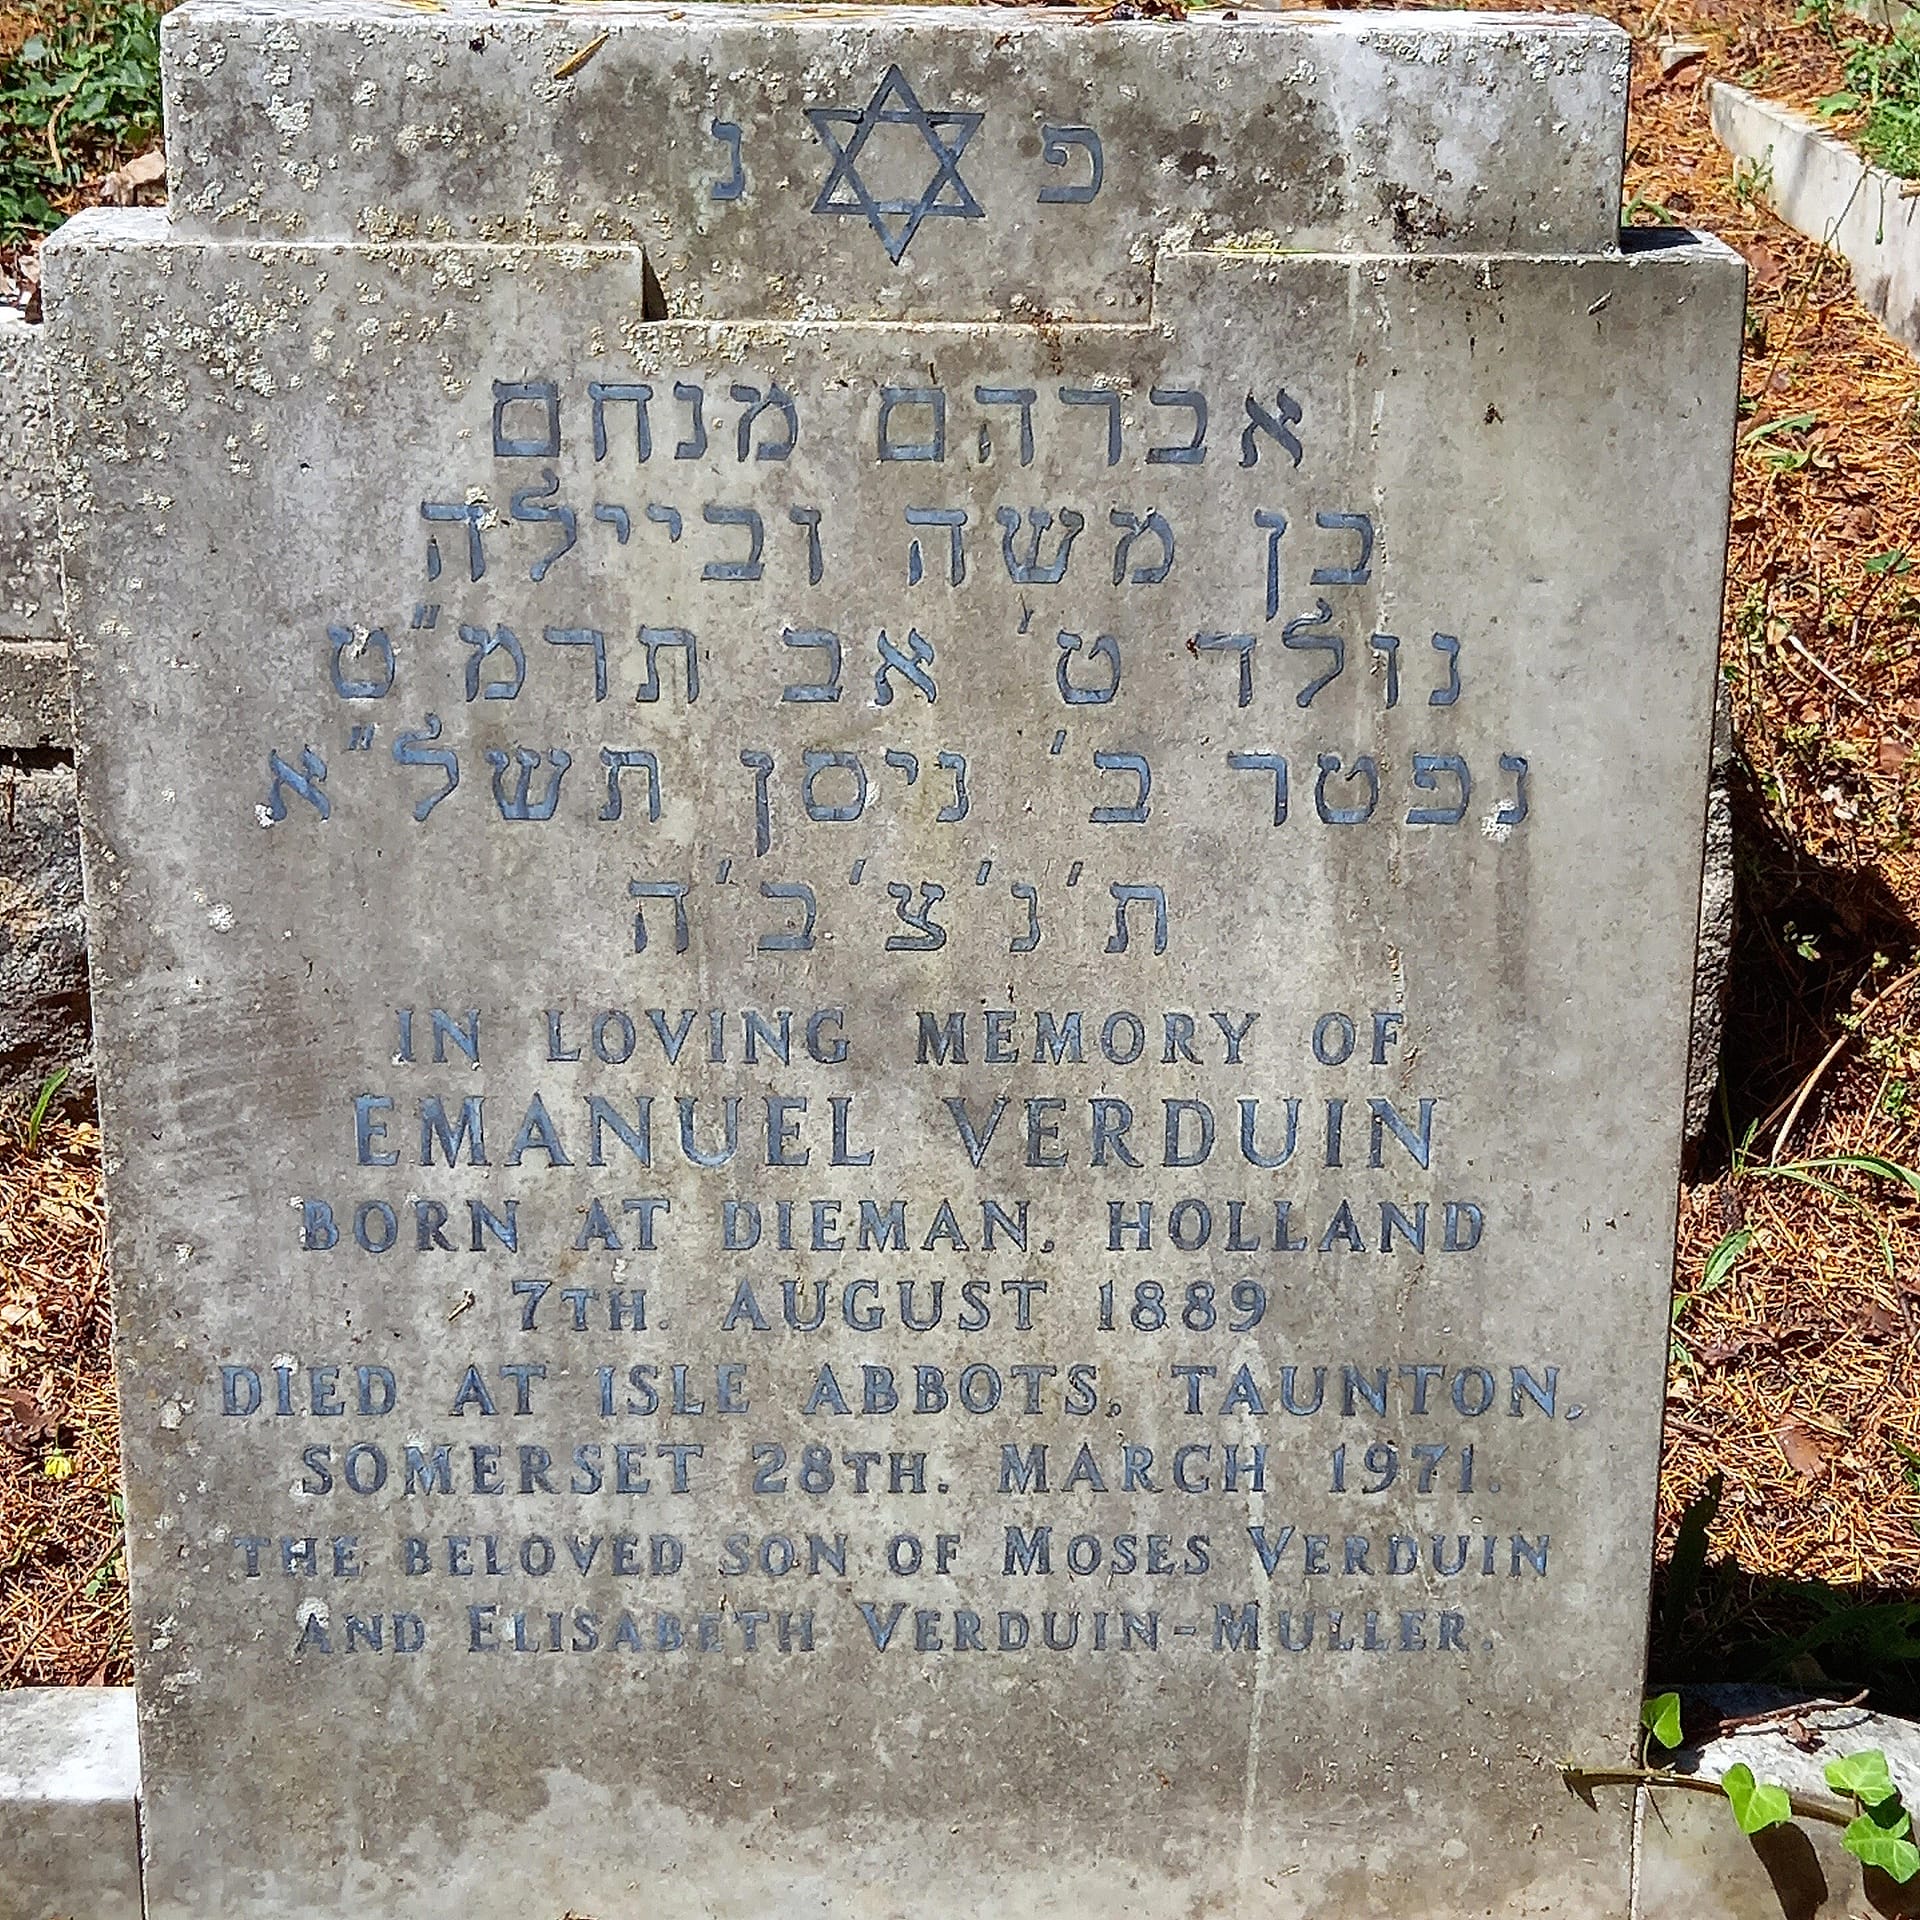 פ נ
אברהם מנחם
בן משה וביילה
נולד ט' אב תרמ"ט
נפטר ב' ניסן תשל"א
ת'נ'צ'ב'ה
IN LOVING MEMORY OF
EMANUEL VERDUIN
BORN AT DIEMAN, HOLLAND
7TH. AUGUST 1889
DIED AT ISLE ABBOTS, TAUNTON,
SOMERSET 28TH. MARCH 1971.
THE BELOVED SON OF MOSES VERDUIN
AND ELISABETH VERDUIN-MULLER.